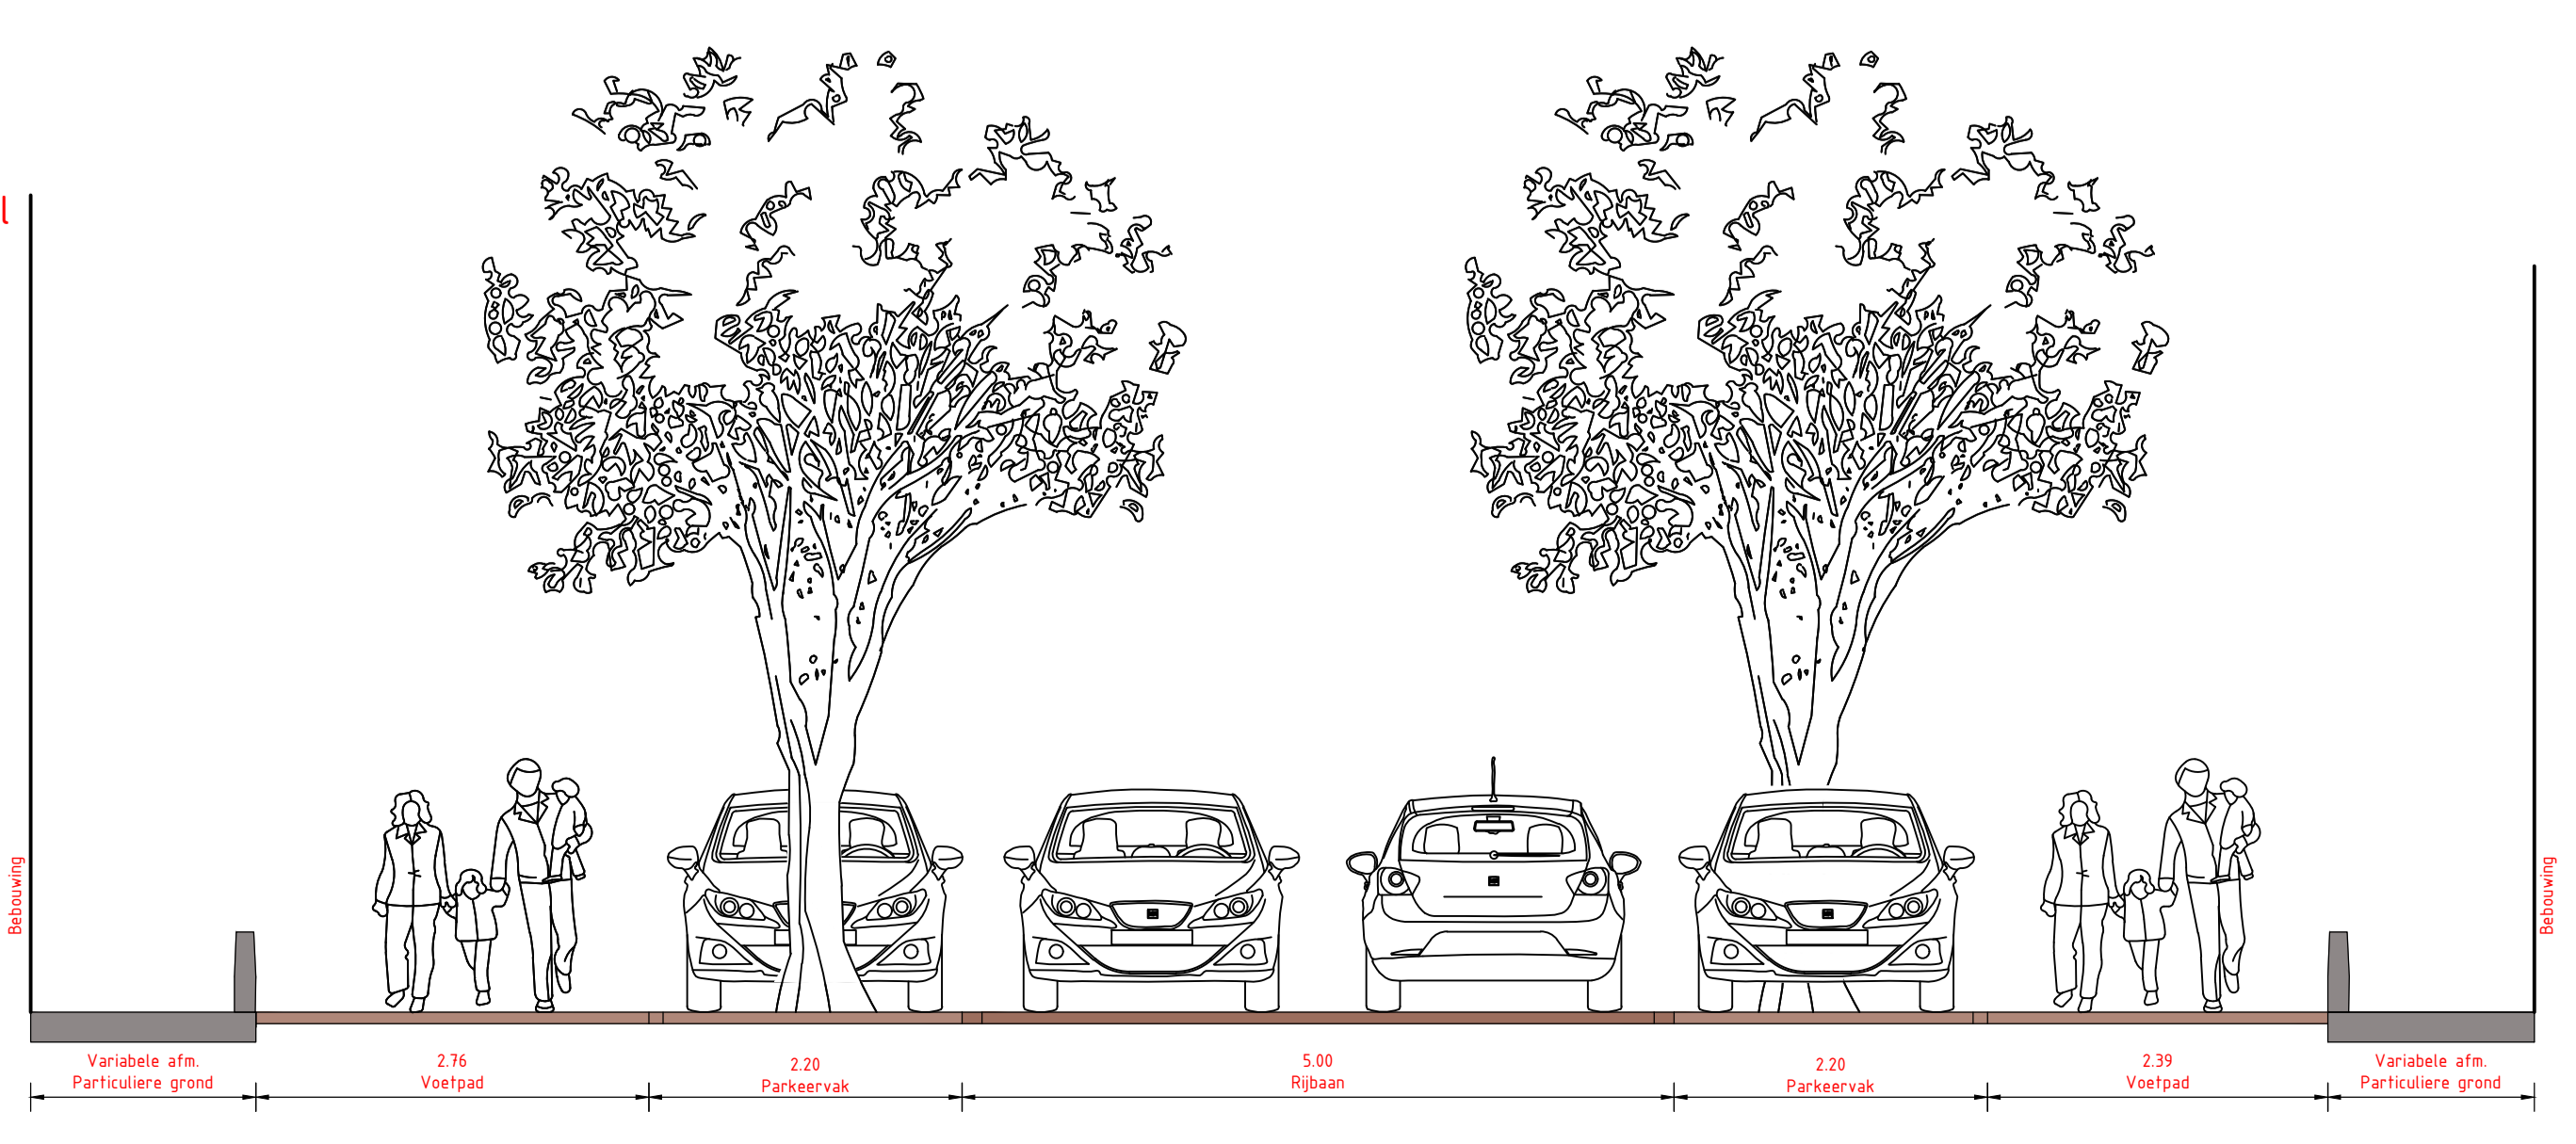 l
Bebouwing
Bebouwing
Variabele afm.
Particuliere grond
2.76
Voetpad
2.20
Parkeervak
5.00
Rijbaan
2.20
Parkeervak
2.39
Voetpad
Variabele afm.
Particuliere grond